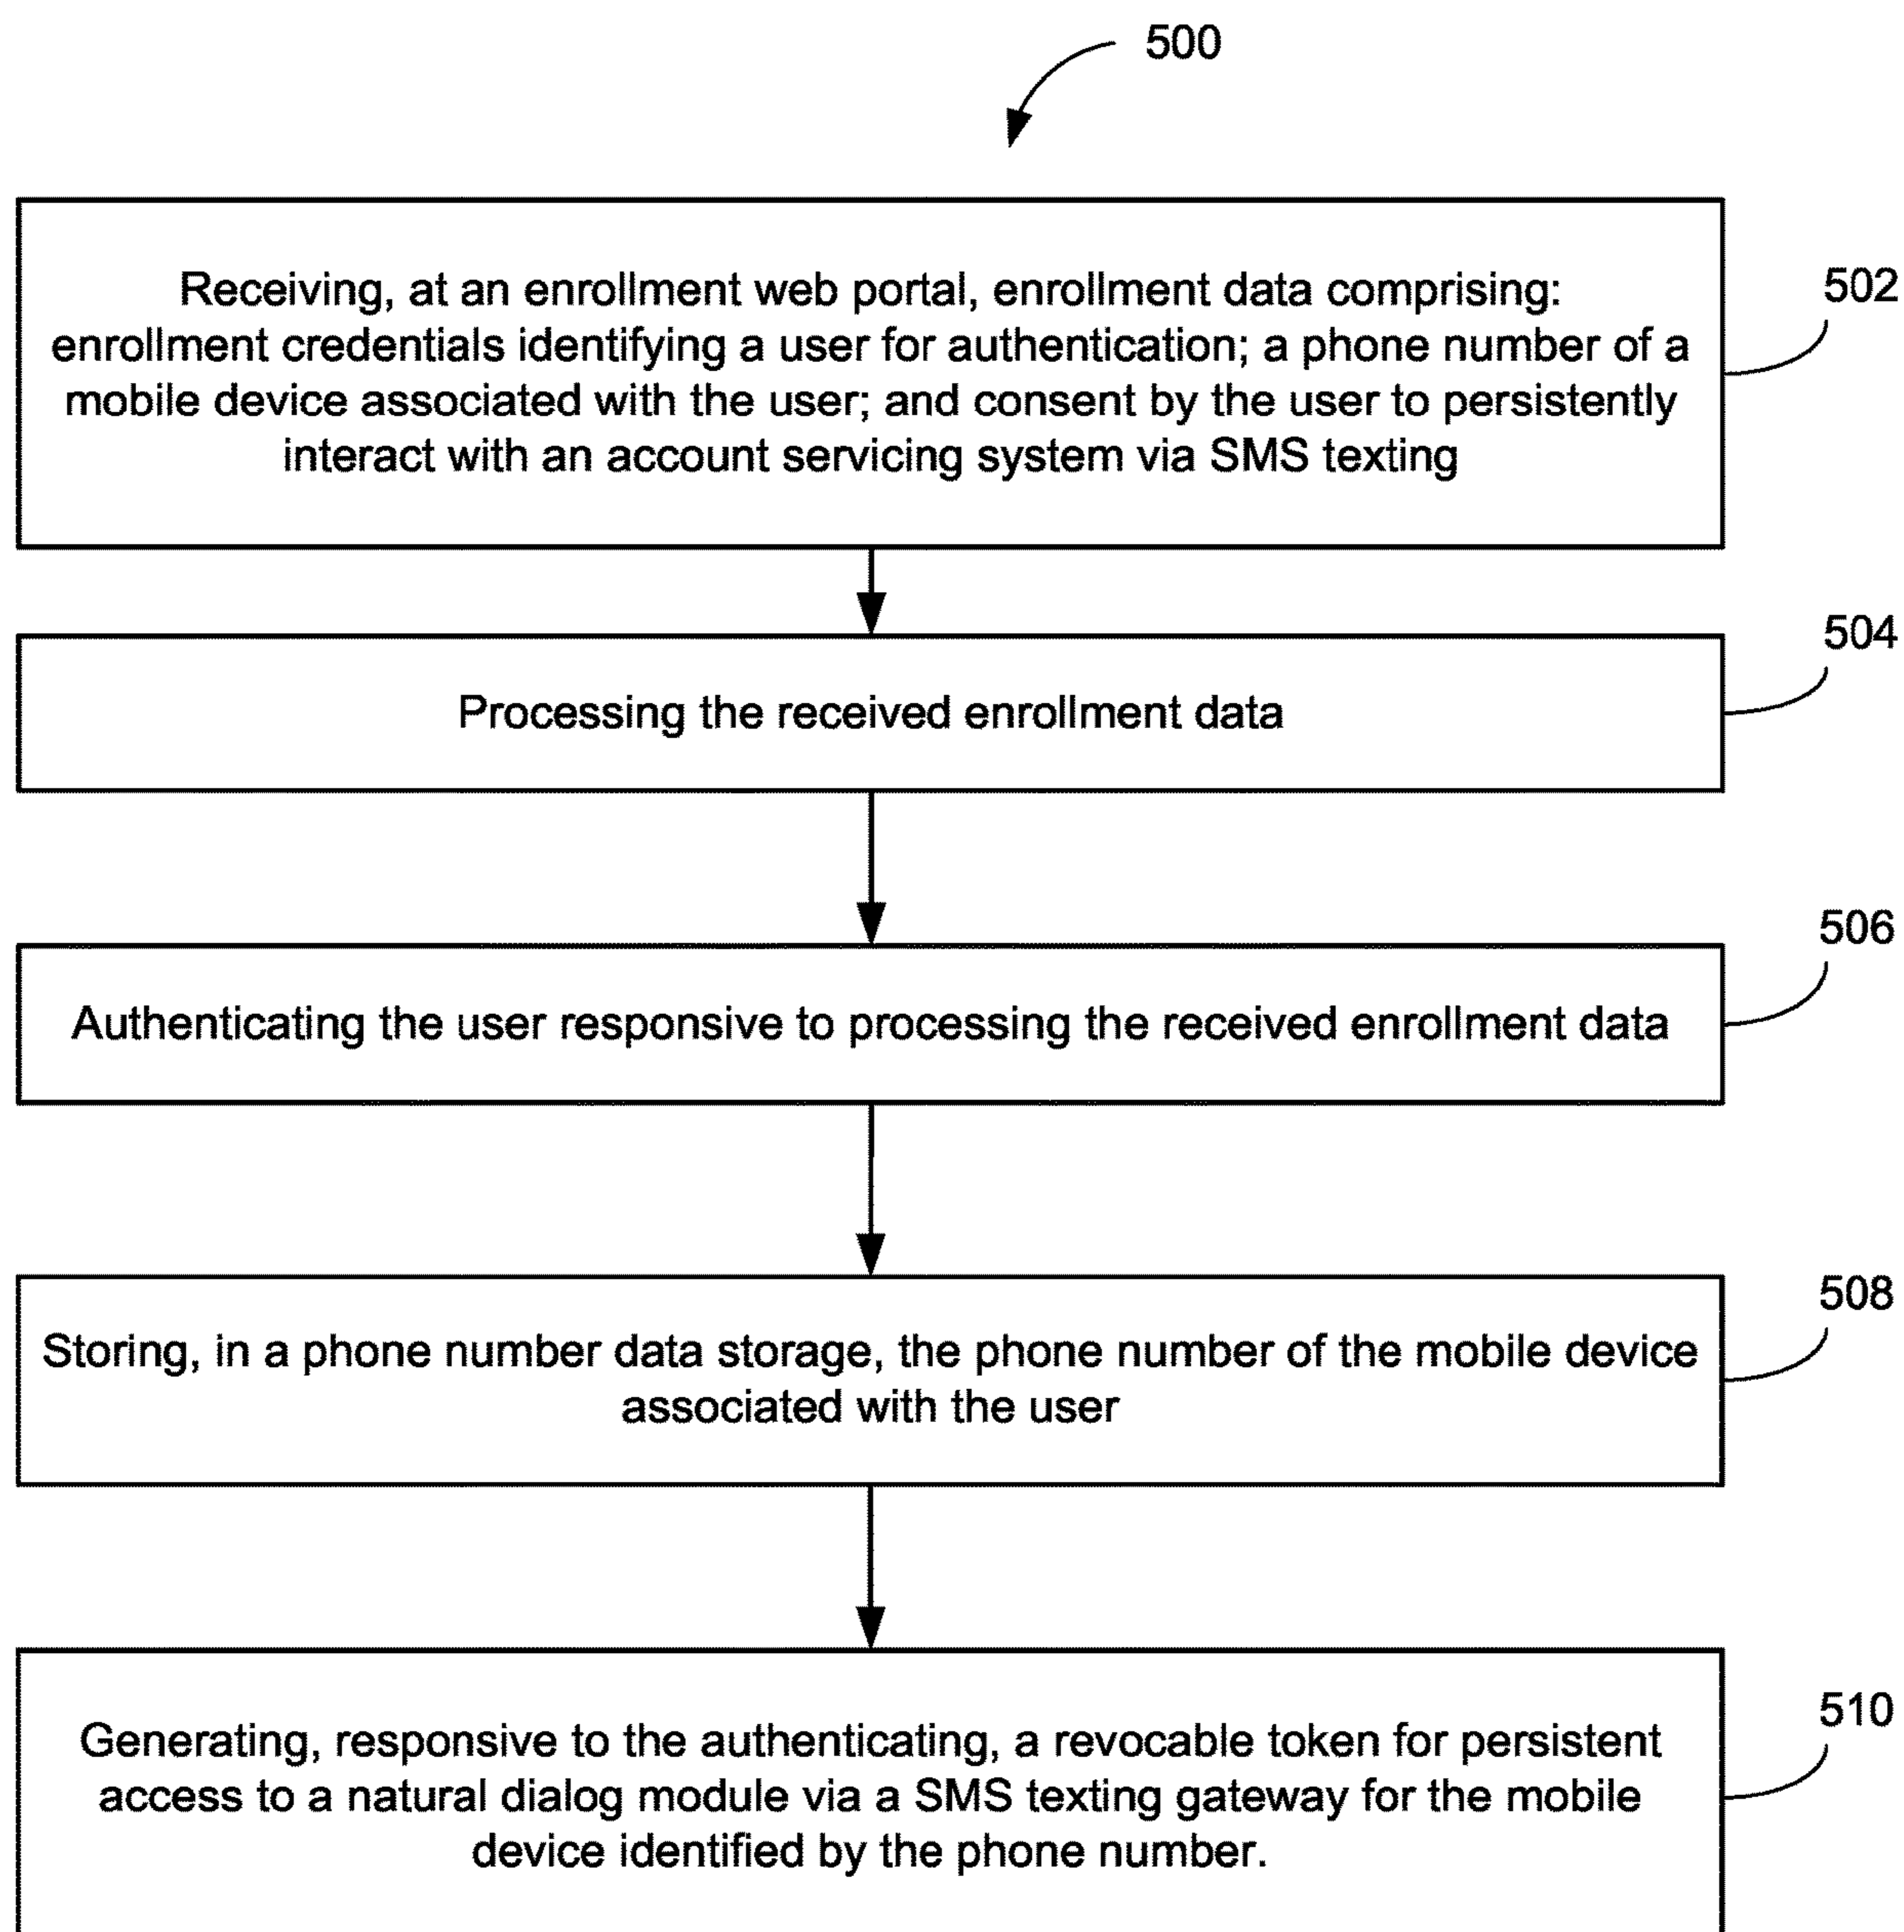 500
Receiving, at an enrollment web portal, enrollment data comprising:
enrollment credentials identifying a user for authentication; a phone number of a
mobile device associated with the user; and consent by the user to persistently
interact with an account servicing system via SMS texting
502
Processing the received enrollment data
504
Authenticating the user responsive to processing the received enrollment data
506
Storing, in a phone number data storage, the phone number of the mobile device
associated with the user
508
Generating, responsive to the authenticating, a revocable token for persistent
access to a natural dialog module via a SMS texting gateway for the mobile
device identified by the phone number.
510